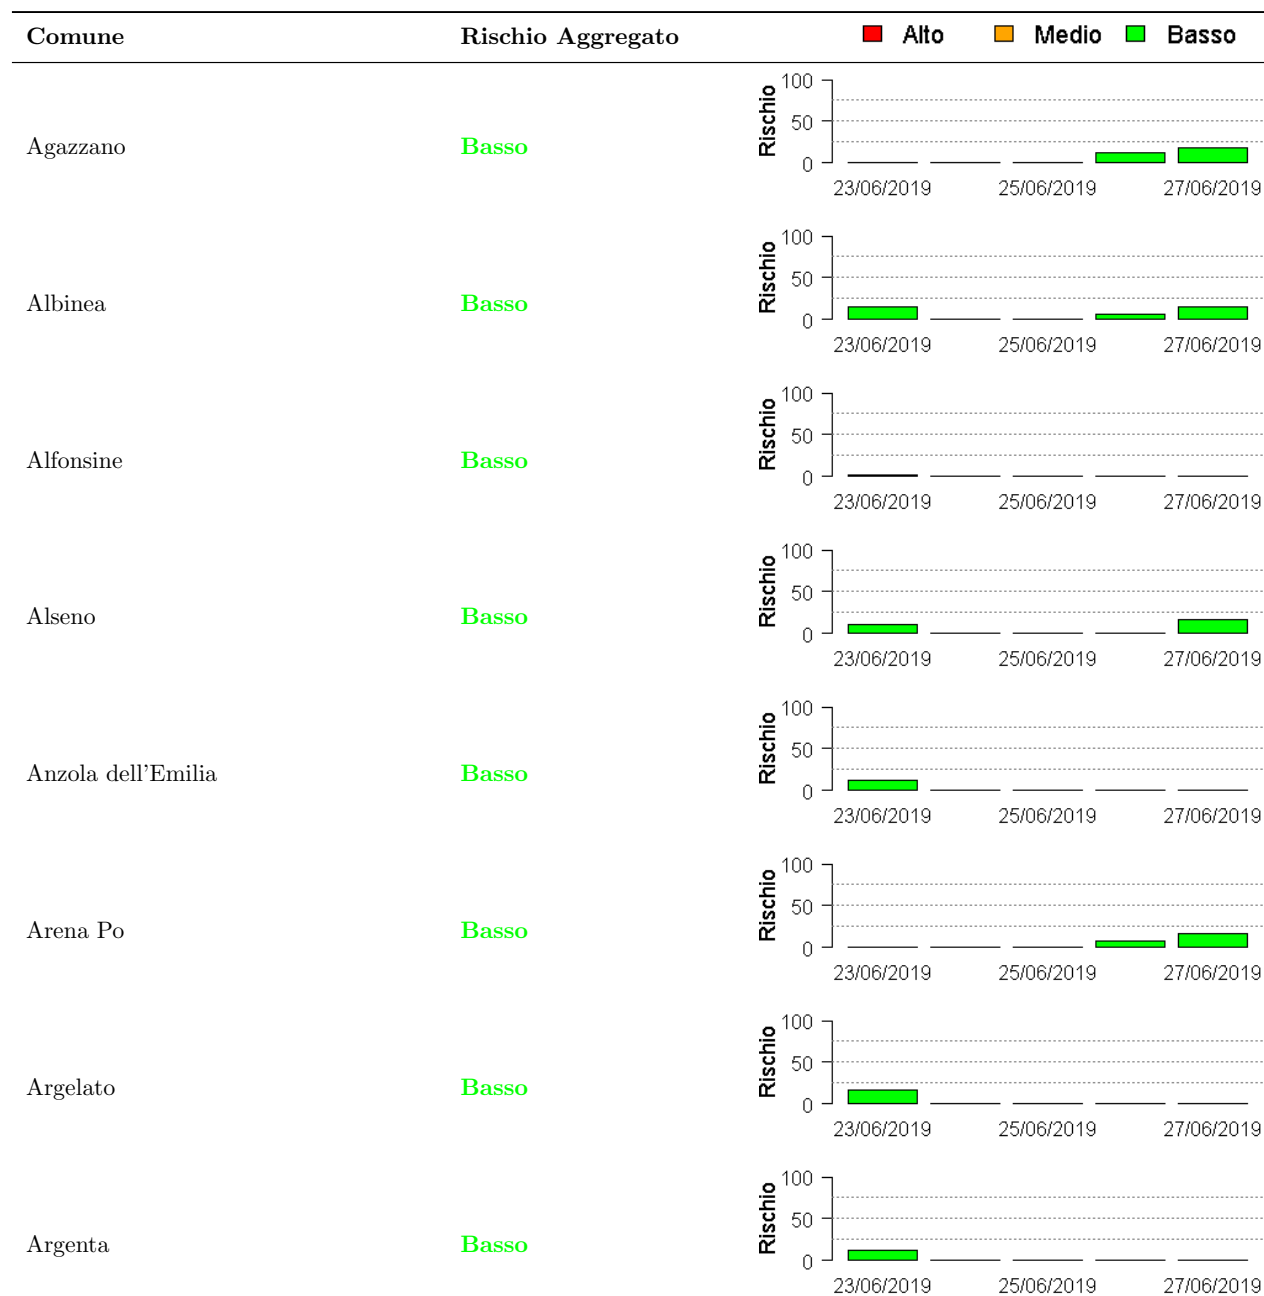 Comune Rischio Aggregato Alto Medio Basso
100
50
0
Rischio
Agazzano Basso
23/06/2019 25/06/2019 27/06/2019
100
50
0
Rischio
Albinea Basso
23/06/2019 25/06/2019 27/06/2019
100
50
0
Rischio
Alfonsine Basso
23/06/2019 25/06/2019 27/06/2019
100
50
0
Rischio
Alseno Basso
23/06/2019 25/06/2019 27/06/2019
100
50
0
Rischio
Anzola dell'Emilia Basso
23/06/2019 25/06/2019 27/06/2019
100
50
0
Rischio
Arena Po Basso
23/06/2019 25/06/2019 27/06/2019
100
50
0
Rischio
Argelato Basso
23/06/2019 25/06/2019 27/06/2019
100
50
0
Rischio
Argenta Basso
23/06/2019 25/06/2019 27/06/2019